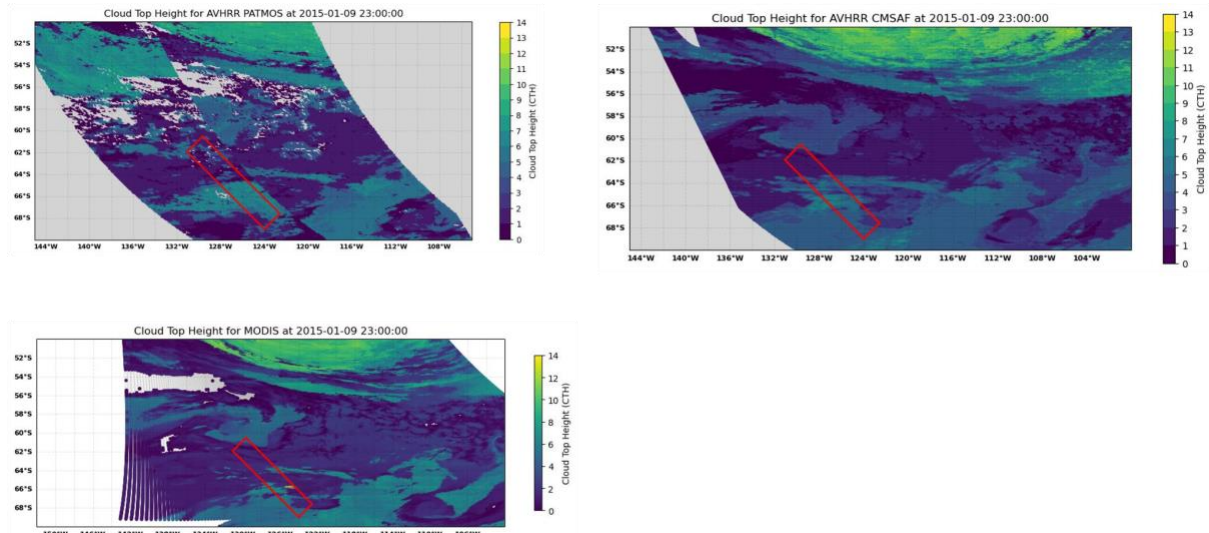 Cloud Top Height for AVHRR PATMOS at 2015-01-09 23:00:00
52°S
54°S
56°S
58°S
60°S
62°S
64°S
66°S
68°S
144°W 140°W 136°W 132°W 128°W 124°W 120°W 116°W 112°W 108°W
14
13
12
11
10
9
8
7
6
5
4
3
2
1
0
Cloud Top Height (CTH)
Cloud Top Height for AVHRR CMSAF at 2015-01-09 23:00:00
52°S
54°S
56°S
58°S
60°S
62°S
64°S
66°S
68°S
144°W 140°W 136°W 132°W 128°W 124°W 120°W 116°W 112°W 108°W 104°W
14
13
12
11
10
9
8
7
6
5
4
3
2
1
0
Cloud Top Height (CTH)
Cloud Top Height for MODIS at 2015-01-09 23:00:00
52°S
54°S
56°S
58°S
60°S
62°S
64°S
66°S
68°S
14
12
10
8
6
4
2
0
Cloud Top Height (CTH)